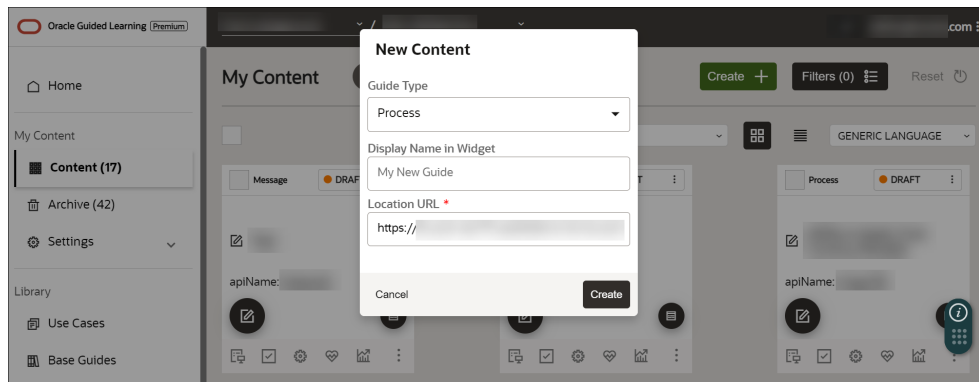 Oracle Guided Learning Premium
/
.com
Home
My Content
Content (17)
Archive (42)
Settings
Library
Use Cases
Base Guides
My Content
Create +
Filters (0)
Reset
GENERIC LANGUAGE
Message
DRAF
T
Process
DRAFT
apiName:
apiName:
New Content
Guide Type
Process
Display Name in Widget
My New Guide
Location URL *
https://
Cancel
Create